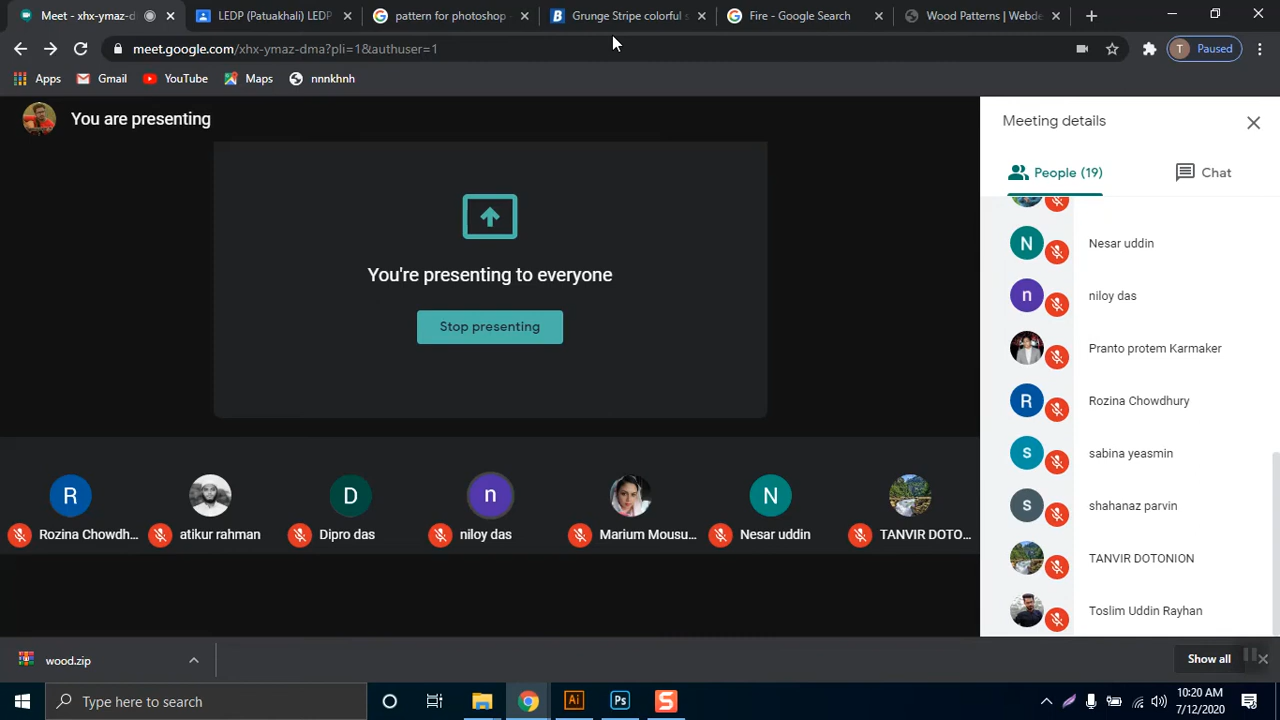 Meet - xhx-ymaz-d
LEDP (Patuakhali) LEDP
pattern for photoshop -
Grunge Stripe colorful s
Fire - Google Search
Wood Patterns | Webde
meet.google.com/xhx-ymaz-dma?pli=1&authuser=1
T
Paused
Apps
Gmail
YouTube
Maps
nnnkhnh
You are presenting
You're presenting to everyone
Stop presenting
Meeting details
People (19)
Chat
N
Nesar uddin
n
niloy das
Pranto protem Karmaker
R
Rozina Chowdhury
s
sabina yeasmin
s
shahanaz parvin
TANVIR DOTONION
Toslim Uddin Rayhan
R
D
n
N
Rozina Chowdh...
atikur rahman
Dipro das
niloy das
Marium Mousu...
Nesar uddin
TANVIR DOTO...
wood.zip
Show all
Type here to search
Ai
Ps
S
10:20 AM
7/12/2020